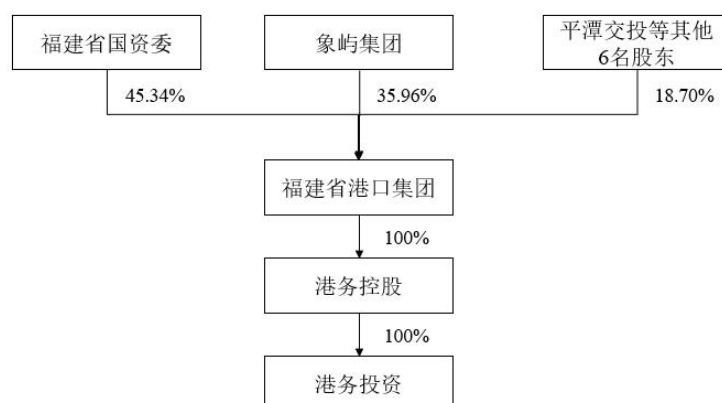 福建省国资委
象屿集团
平潭交投等其他
6名股东
45.34%
35.96%
18.70%
福建省港口集团
100%
港务控股
100%
港务投资